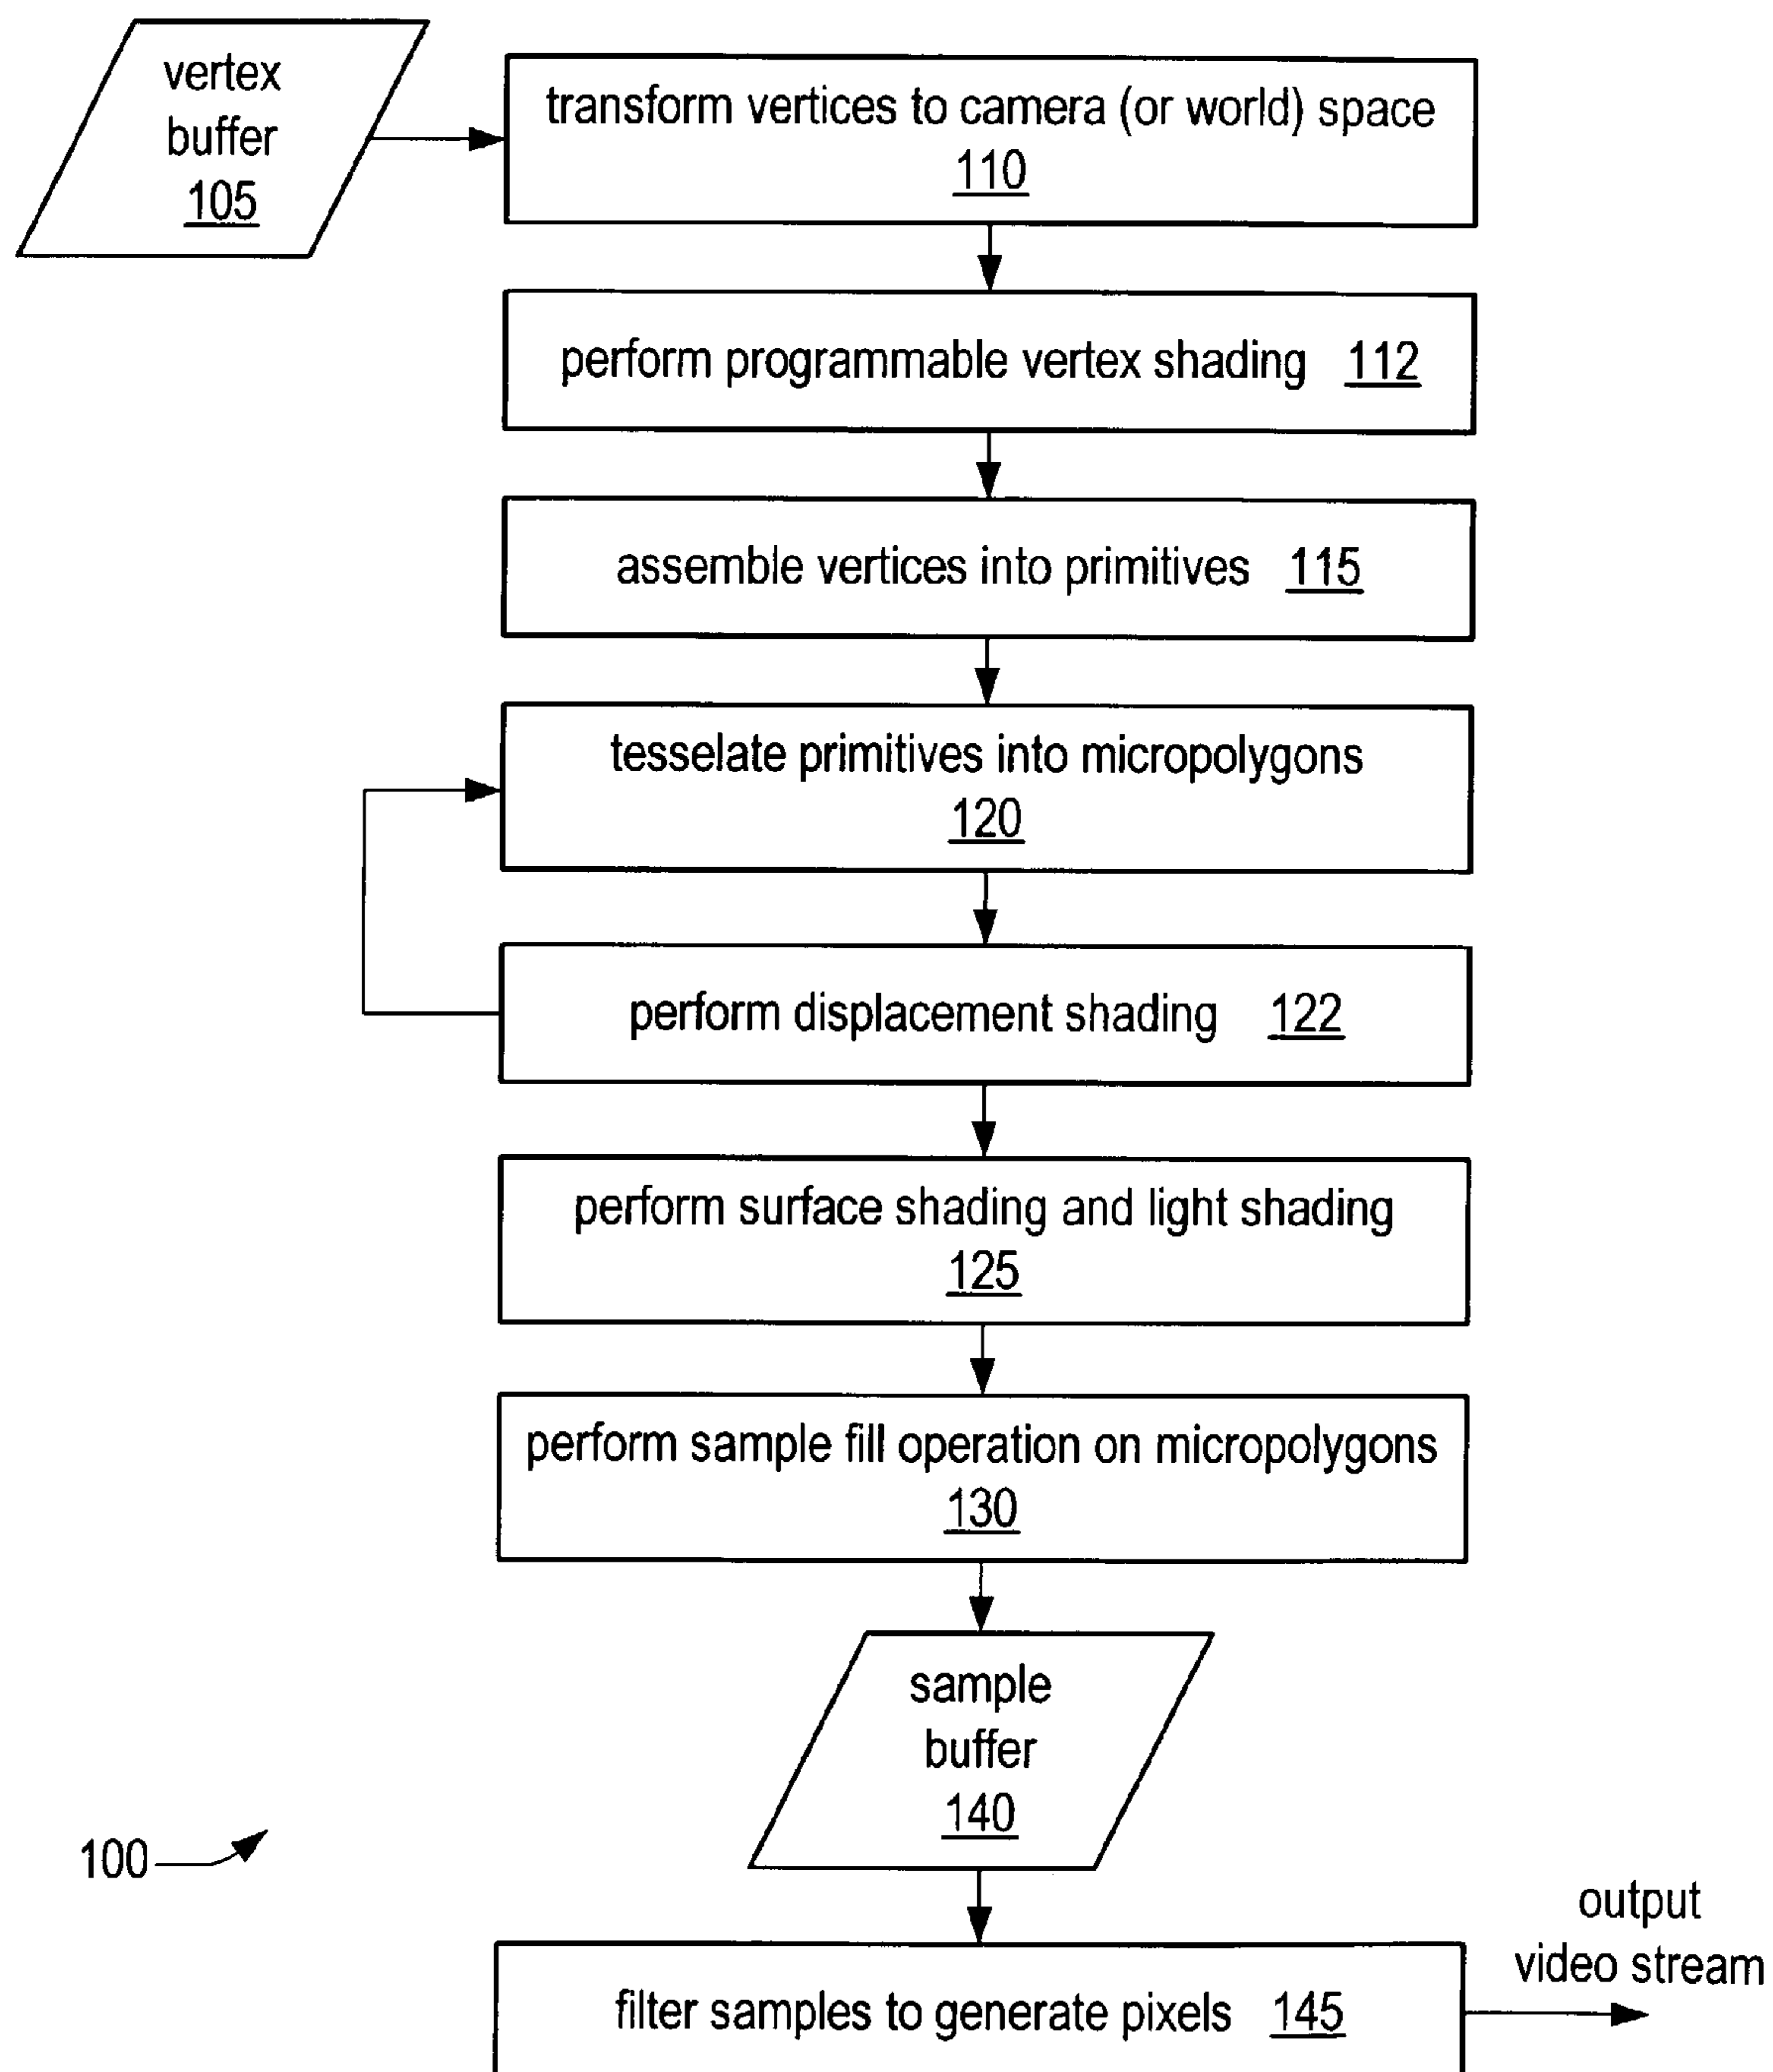 vertex
buffer
105
transform vertices to camera (or world) space
110
perform programmable vertex shading 112
assemble vertices into primitives 115
tesselate primitives into micropolygons
120
perform displacement shading 122
perform surface shading and light shading
125
perform sample fill operation on micropolygons
130
sample
buffer
140
100
output
video stream
filter samples to generate pixels 145